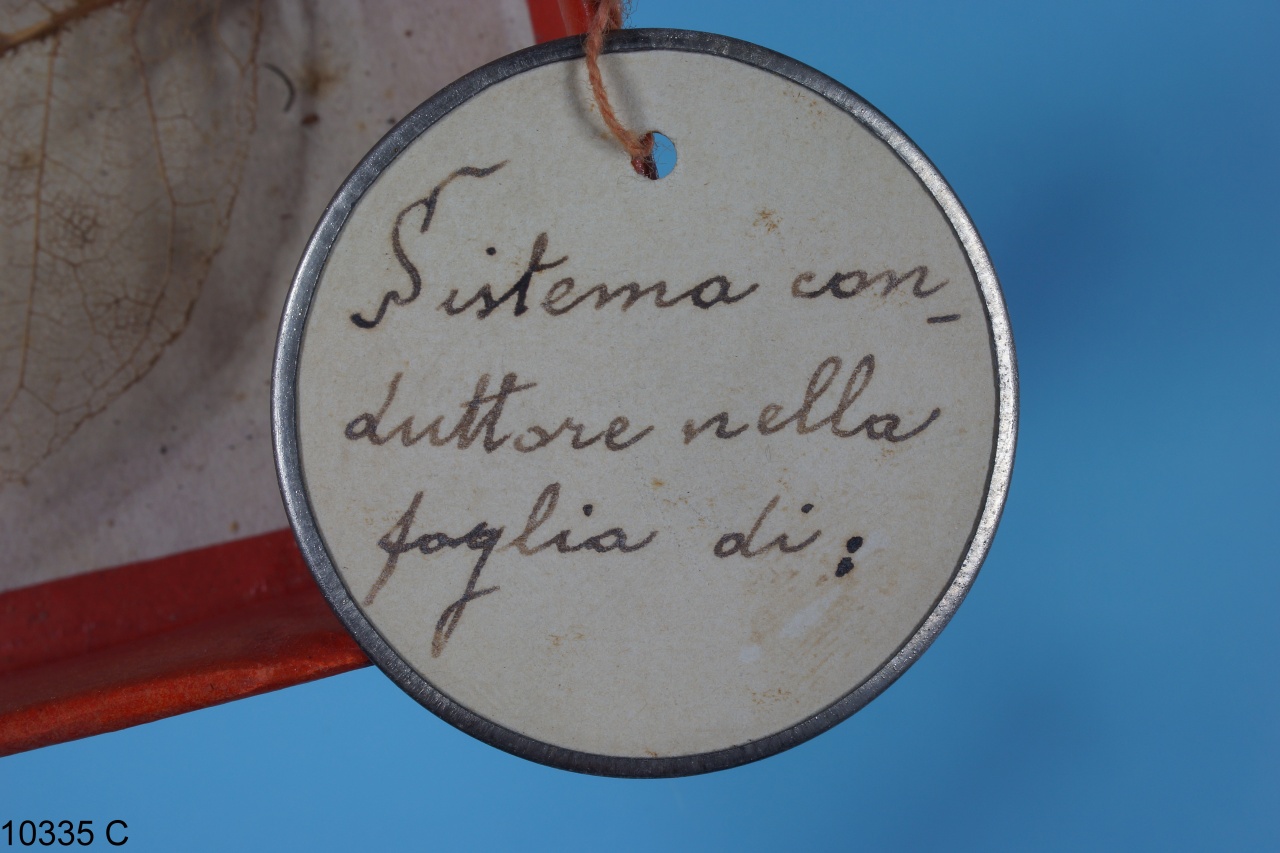 Sistema con_
duttore nella
foglia di:
10335 C